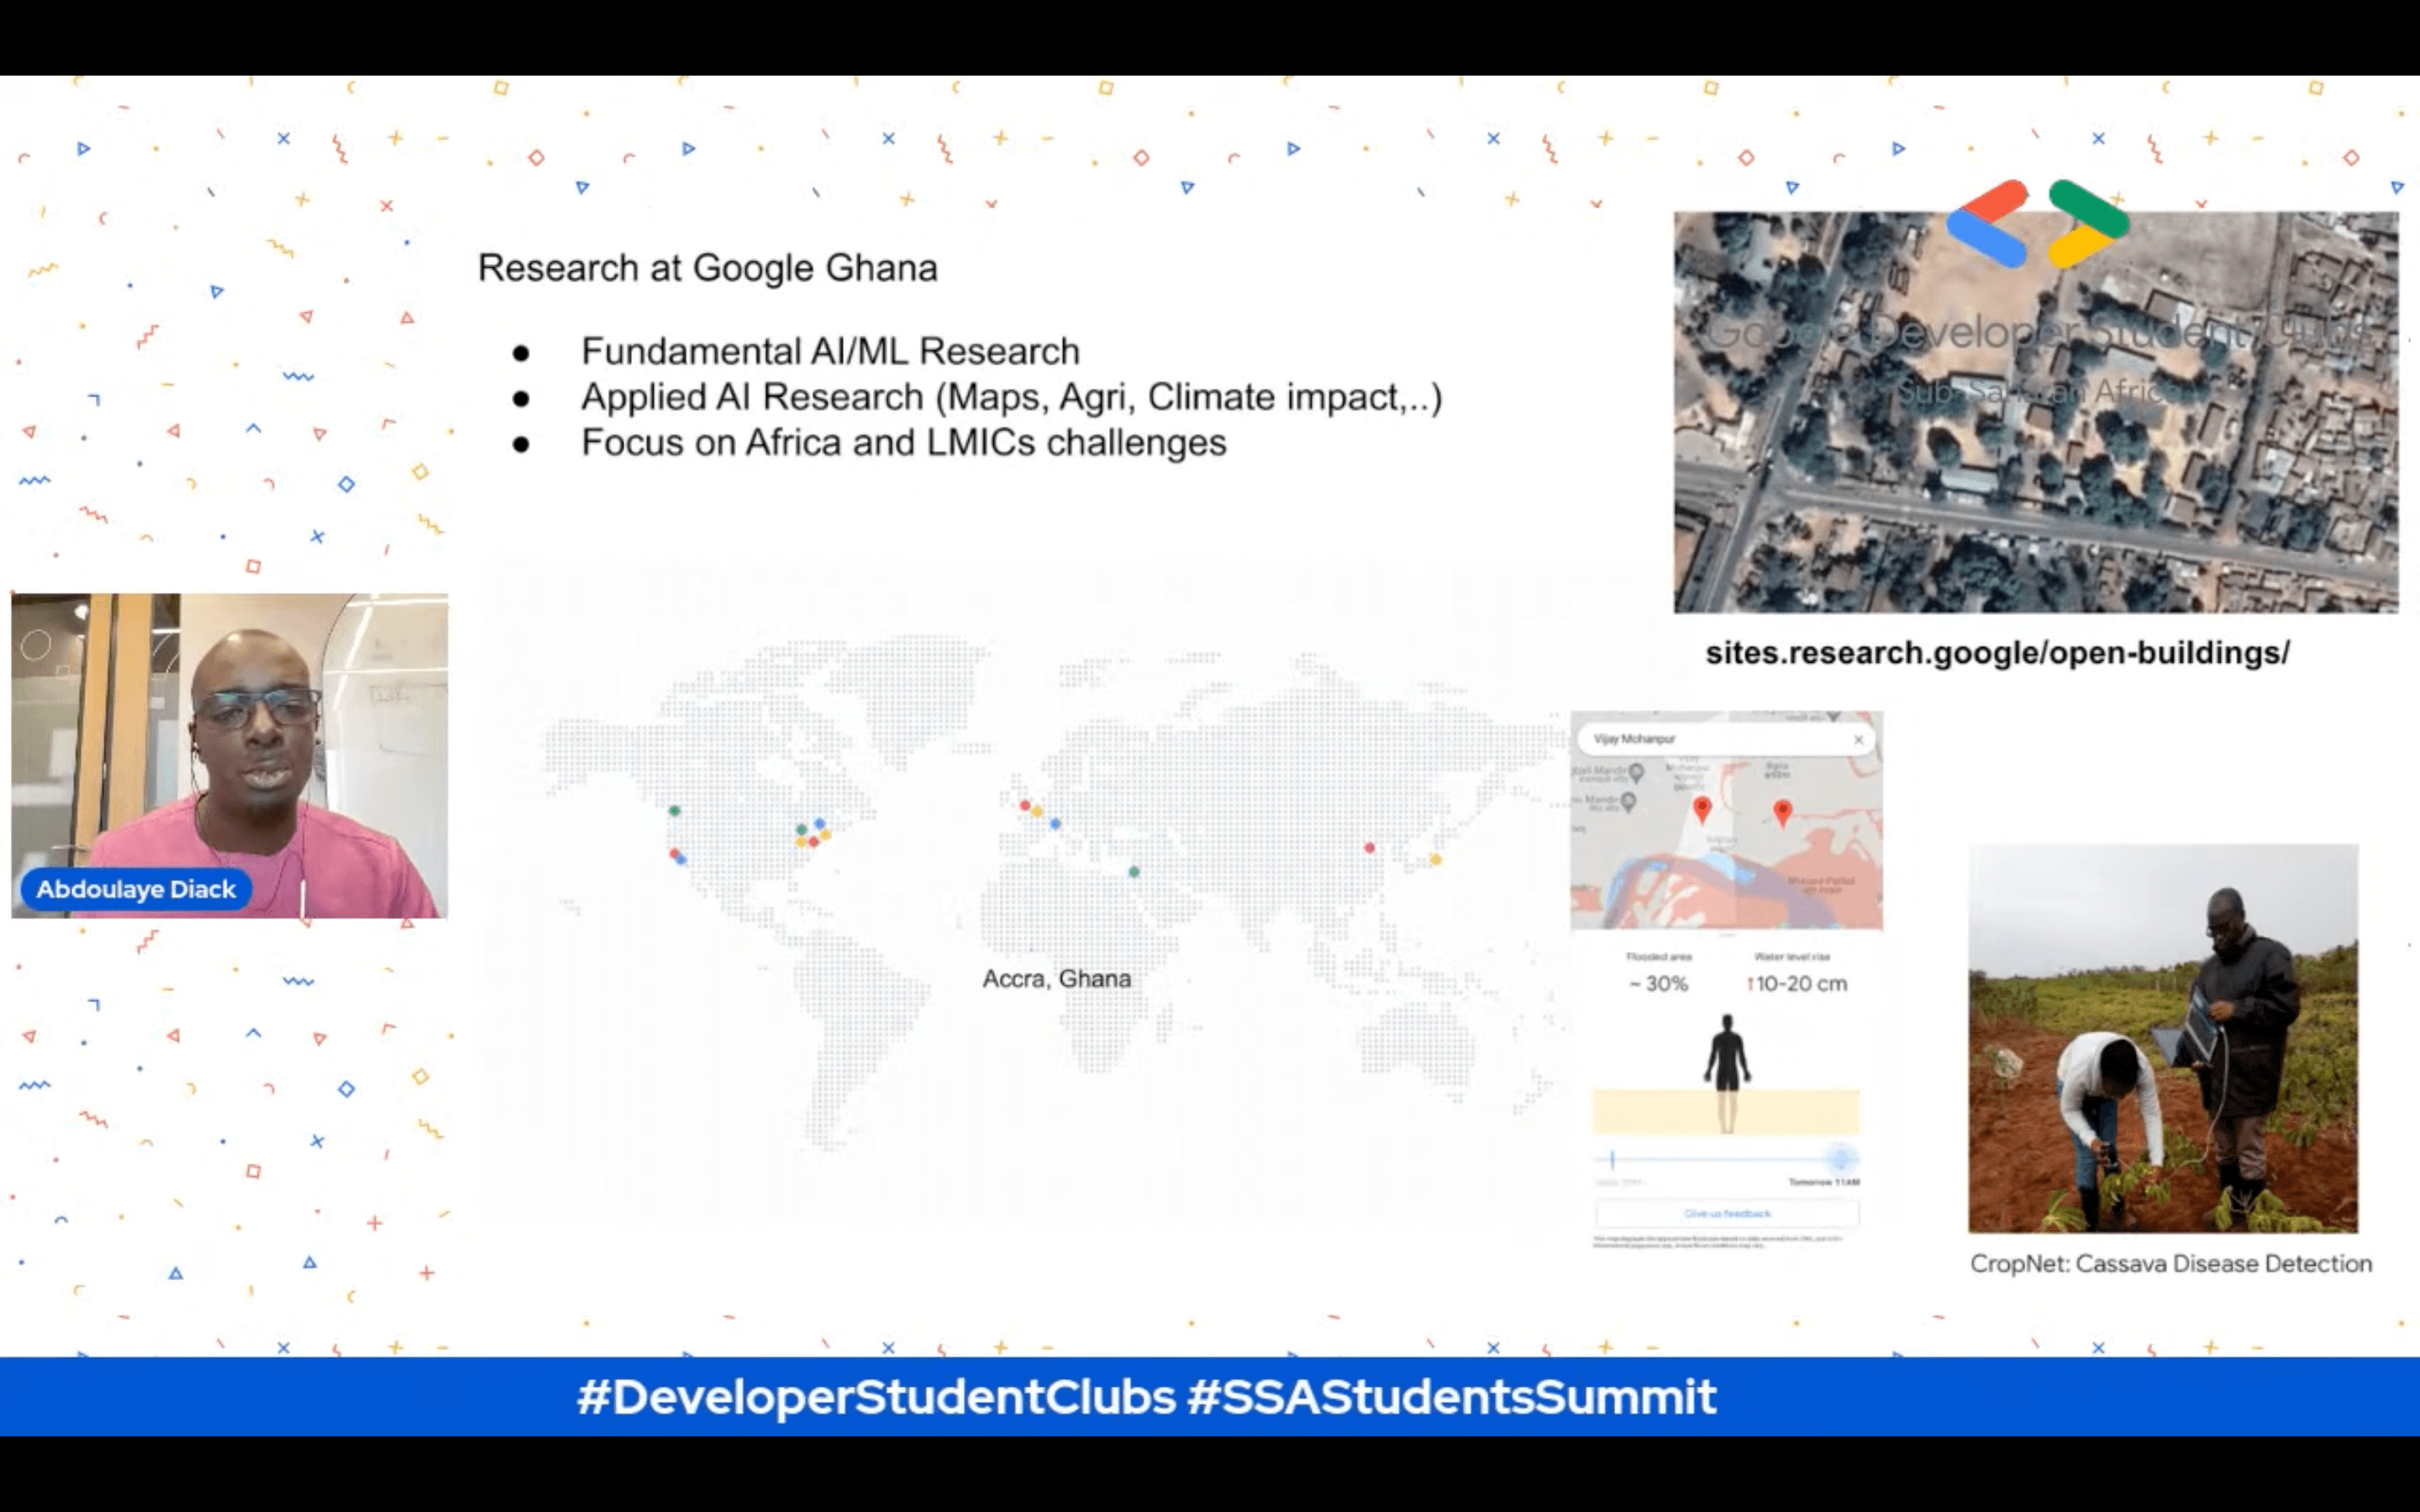 Research at Google Ghana
● Fundamental AI/ML Research
● Applied AI Research (Maps, Agri, Climate impact,..)
● Focus on Africa and LMICs challenges
Google Developer Student Clubs
Sub-Saharan Africa
sites.research.google/open-buildings/
Abdoulaye Diack
Accra, Ghana
Vijay Mohanpur
Flooded area
Water level rise
~ 30%
↑10-20 cm
Tomorrow 11AM
Give us feedback
CropNet: Cassava Disease Detection
#DeveloperStudentClubs #SSAStudentsSummit